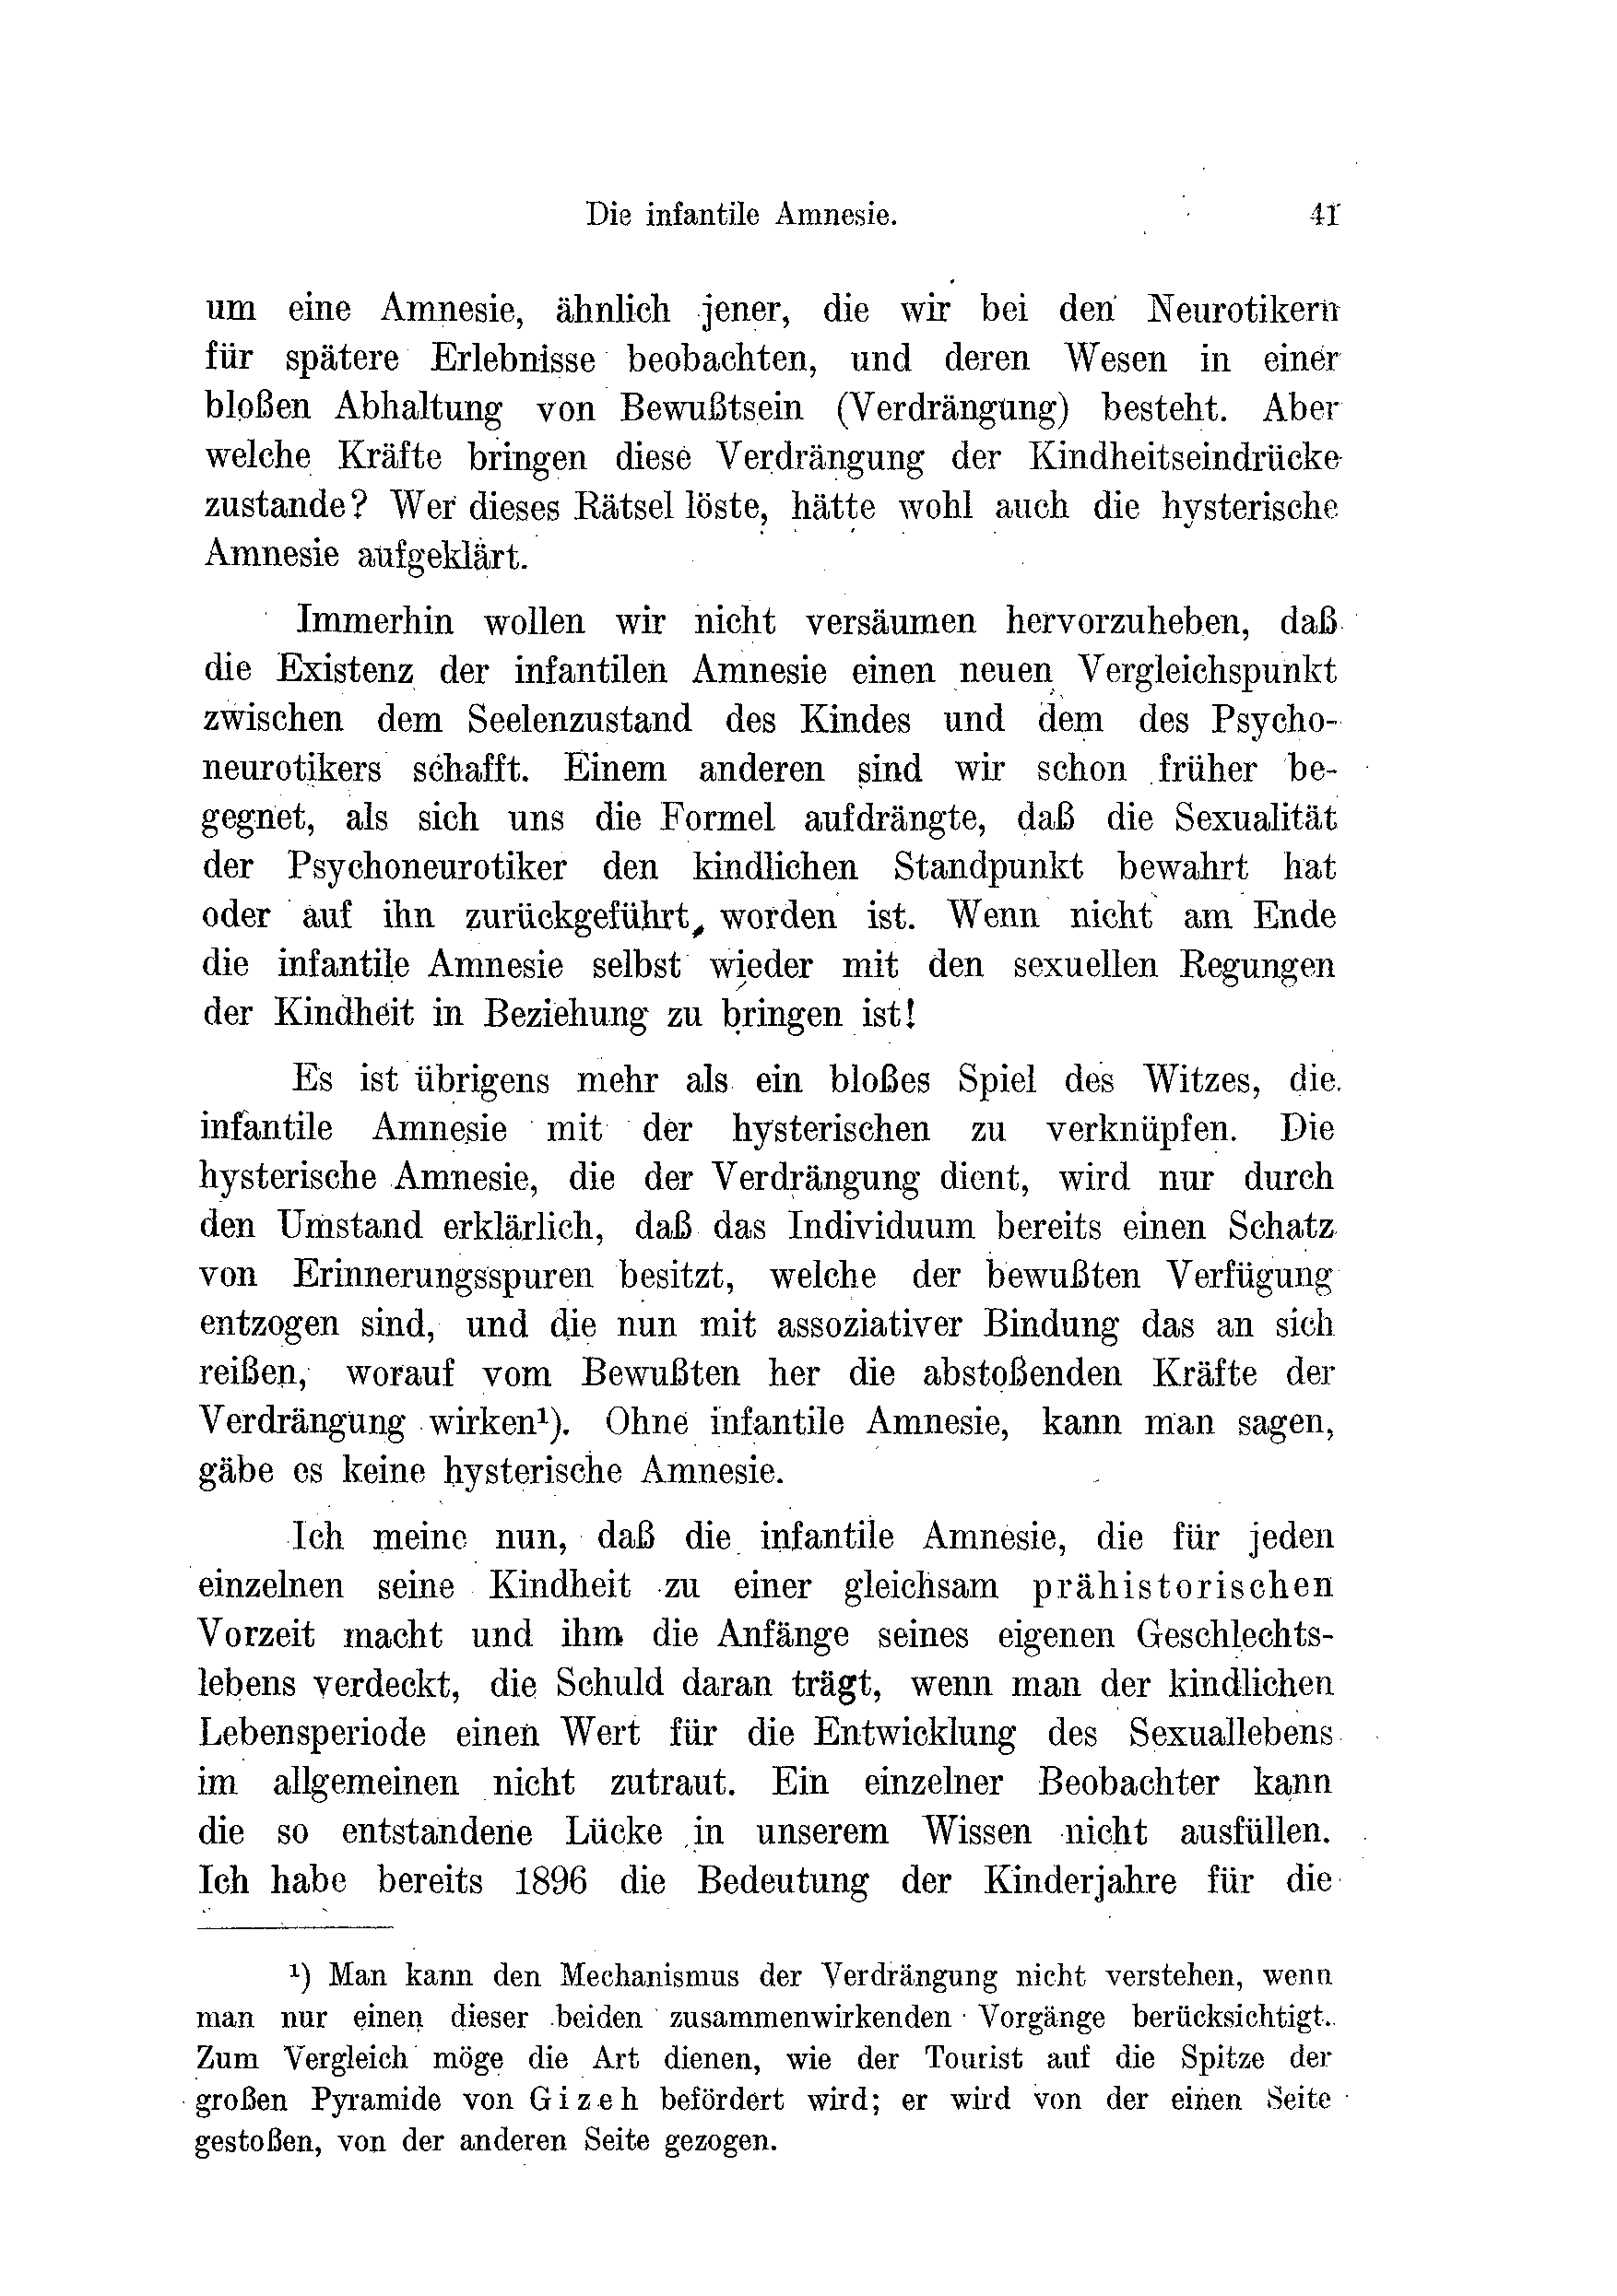 Die infantile Amnesie. 41
um eine Amnesie, ähnlich jener, die wir bei den Neurotikern
für spätere Erlebnisse beobachten, und deren Wesen in einer
bloßen Abhaltung von Bewußtsein (Verdrängung) besteht. Aber
welche Kräfte bringen diese Verdrängung der Kindheitseindrücke
zustande? Wer dieses Rätsel löste, hätte wohl auch die hysterische
Amnesie aufgeklärt.
Immerhin wollen wir nicht versäumen hervorzuheben, daß
die Existenz der infantilen Amnesie einen neuen Vergleichspunkt
zwischen dem Seelenzustand des Kindes und dem des Psycho-
neurotikers schafft. Einem anderen sind wir schon früher be-
gegnet, als sich uns die Formel aufdrängte, daß die Sexualität
der Psychoneurotiker den kindlichen Standpunkt bewahrt hat
oder auf ihn zurückgeführt, worden ist. Wenn nicht am Ende
die infantile Amnesie selbst wieder mit den sexuellen Regungen
der Kindheit in Beziehung zu bringen ist!
Es ist übrigens mehr als ein bloßes Spiel des Witzes, die
infantile Amnesie mit der hysterischen zu verknüpfen. Die
hysterische Amnesie, die der Verdrängung dient, wird nur durch
den Umstand erklärlich, daß das Individuum bereits einen Schatz
von Erinnerungsspuren besitzt, welche der bewußten Verfügung
entzogen sind, und die nun mit assoziativer Bindung das an sich
reißen, worauf vom Bewußten her die abstoßenden Kräfte der
Verdrängung wirken¹). Ohne infantile Amnesie, kann man sagen,
gäbe es keine hysterische Amnesie.
Ich meine nun, daß die infantile Amnesie, die für jeden
einzelnen seine Kindheit zu einer gleichsam prähistorischen
Vorzeit macht und ihm die Anfänge seines eigenen Geschlechts-
lebens verdeckt, die Schuld daran trägt, wenn man der kindlichen
Lebensperiode einen Wert für die Entwicklung des Sexuallebens
im allgemeinen nicht zutraut. Ein einzelner Beobachter kann
die so entstandene Lücke in unserem Wissen nicht ausfüllen.
Ich habe bereits 1896 die Bedeutung der Kinderjahre für die
¹) Man kann den Mechanismus der Verdrängung nicht verstehen, wenn
man nur einen dieser beiden zusammenwirkenden Vorgänge berücksichtigt.
Zum Vergleich möge die Art dienen, wie der Tourist auf die Spitze der
großen Pyramide von Gizeh befördert wird; er wird von der einen Seite
gestoßen, von der anderen Seite gezogen.